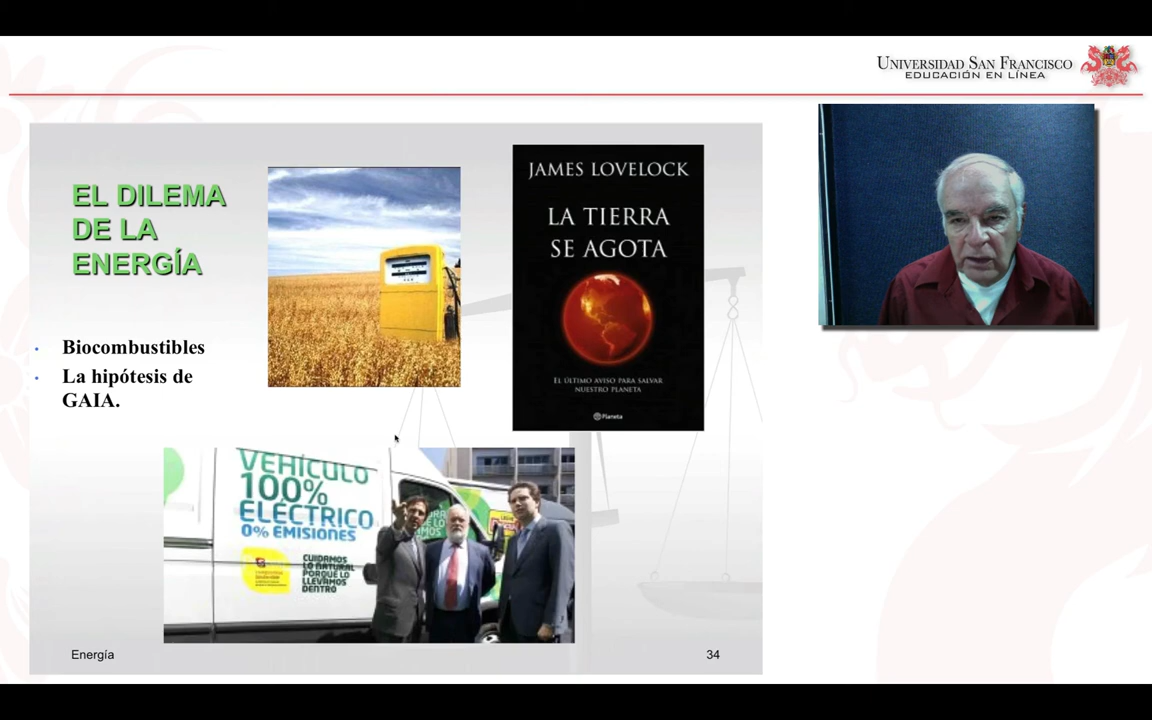 UNIVERSIDAD SAN FRANCISCO
EDUCACIÓN EN LÍNEA
EL DILEMA
DE LA
ENERGÍA
• Biocombustibles
• La hipótesis de
GAIA.
JAMES LOVELOCK
LA TIERRA
SE AGOTA
EL ÚLTIMO AVISO PARA SALVAR
NUESTRO PLANETA
Planeta
VEHÍCULO
100%
ELÉCTRICO
0% EMISIONES
CUIDAMOS
LO NATURAL
PORQUE LO
LLEVAMOS
DENTRO
Energía
34